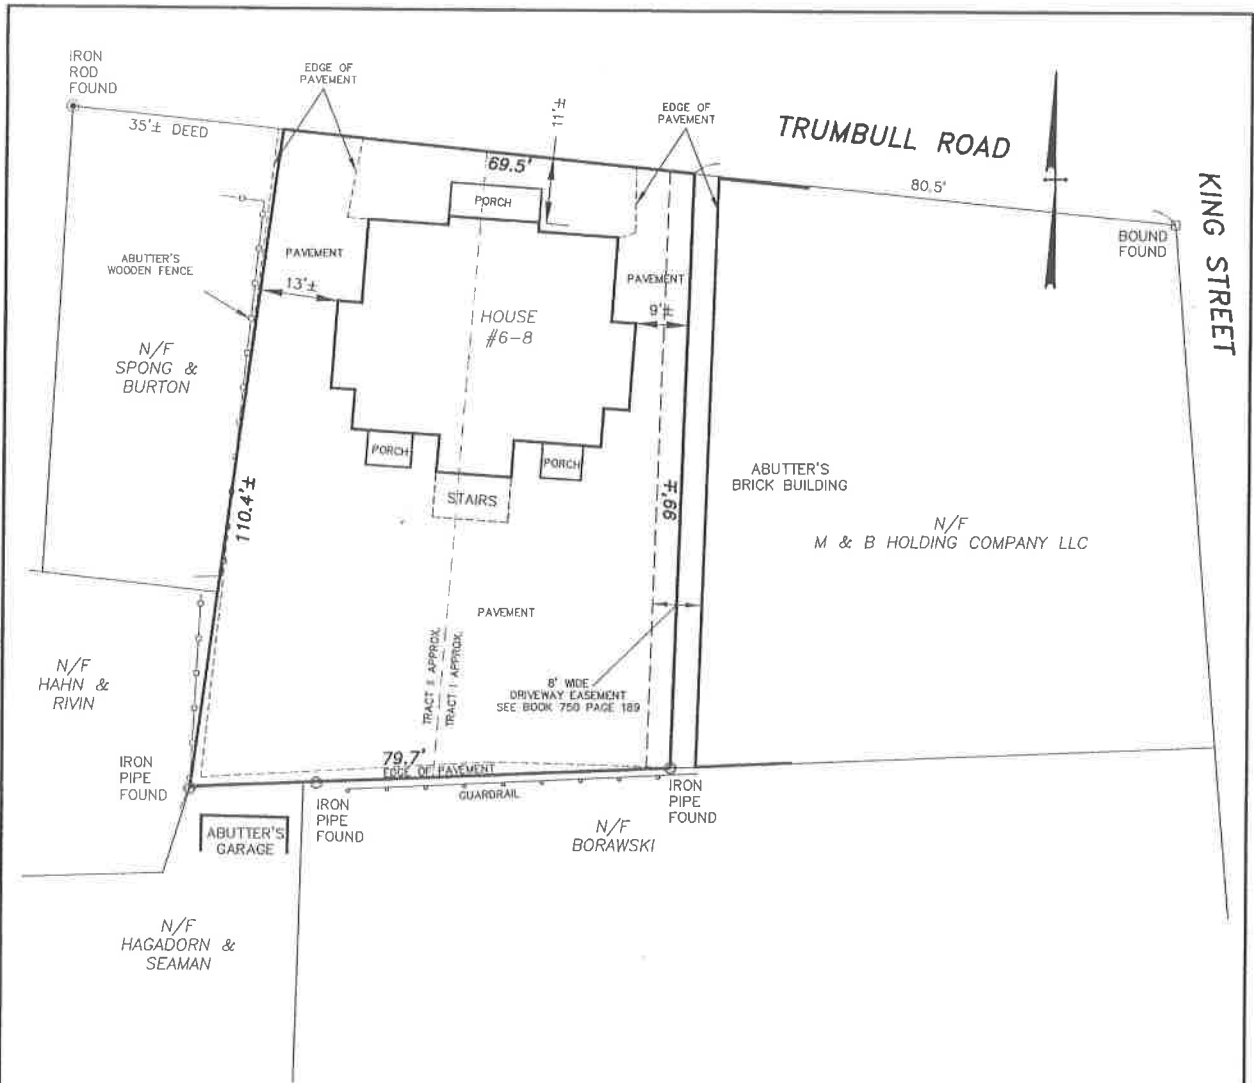 IRON
ROD
FOUND
35'± DEED
EDGE OF
PAVEMENT
11'±
EDGE OF
PAVEMENT
TRUMBULL ROAD
80.5'
KING STREET
BOUND
FOUND
69.5'
PORCH
PAVEMENT
13'±
PAVEMENT
9'±
ABUTTER'S
WOODEN FENCE
HOUSE
#6-8
N/F
SPONG &
BURTON
PORCH
PORCH
STAIRS
110.4'±
99'±
ABUTTER'S
BRICK BUILDING
N/F
M & B HOLDING COMPANY LLC
PAVEMENT
TRACT II APPROX.
TRACT I APPROX.
8' WIDE
DRIVEWAY EASEMENT
SEE BOOK 750 PAGE 189
N/F
HAHN &
RIVIN
79.7'
EDGE OF PAVEMENT
GUARDRAIL
IRON
PIPE
FOUND
IRON
PIPE
FOUND
IRON
PIPE
FOUND
ABUTTER'S
GARAGE
N/F
BORAWSKI
N/F
HAGADORN &
SEAMAN